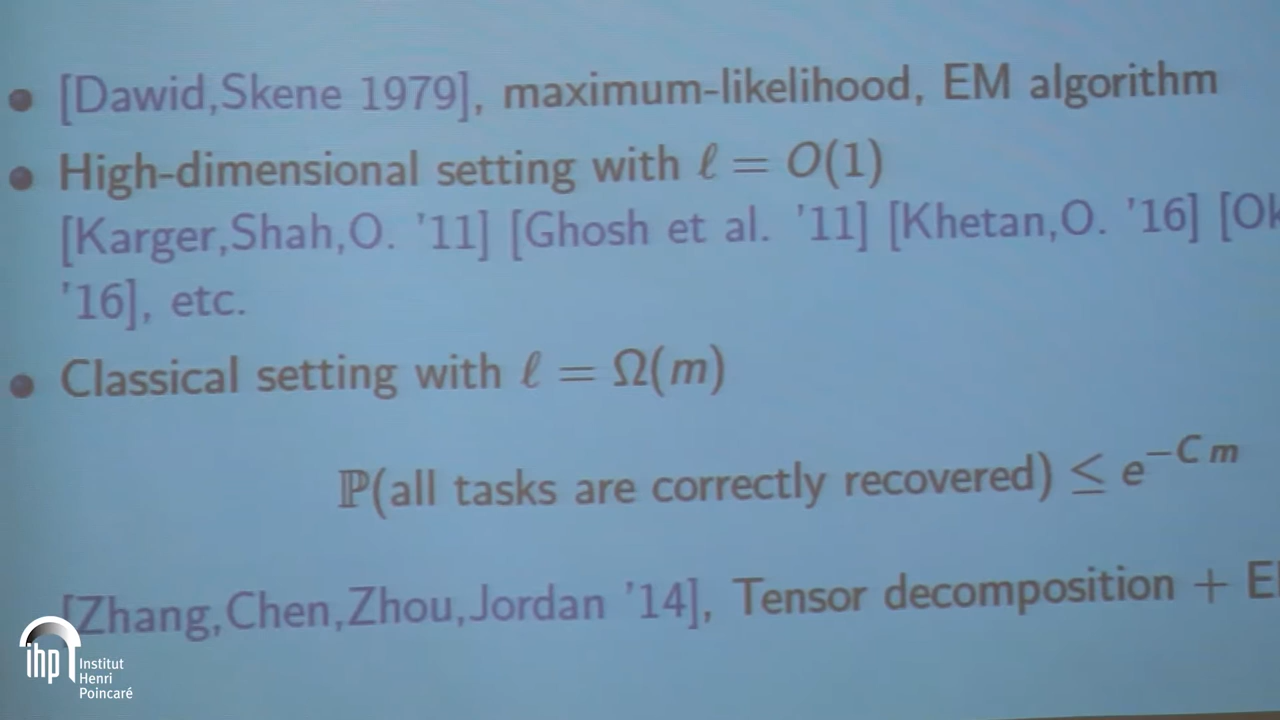 • [Dawid,Skene 1979], maximum-likelihood, EM algorithm
• High-dimensional setting with ℓ = O(1)
[Karger,Shah,O. '11] [Ghosh et al. '11] [Khetan,O. '16]
'16], etc.
• Classical setting with ℓ = Ω(m)
ℙ(all tasks are correctly recovered) ≤ e^{−C m}
[Zhang,Chen,Zhou,Jordan '14], Tensor decomposition +
ihp Institut
Henri
Poincaré